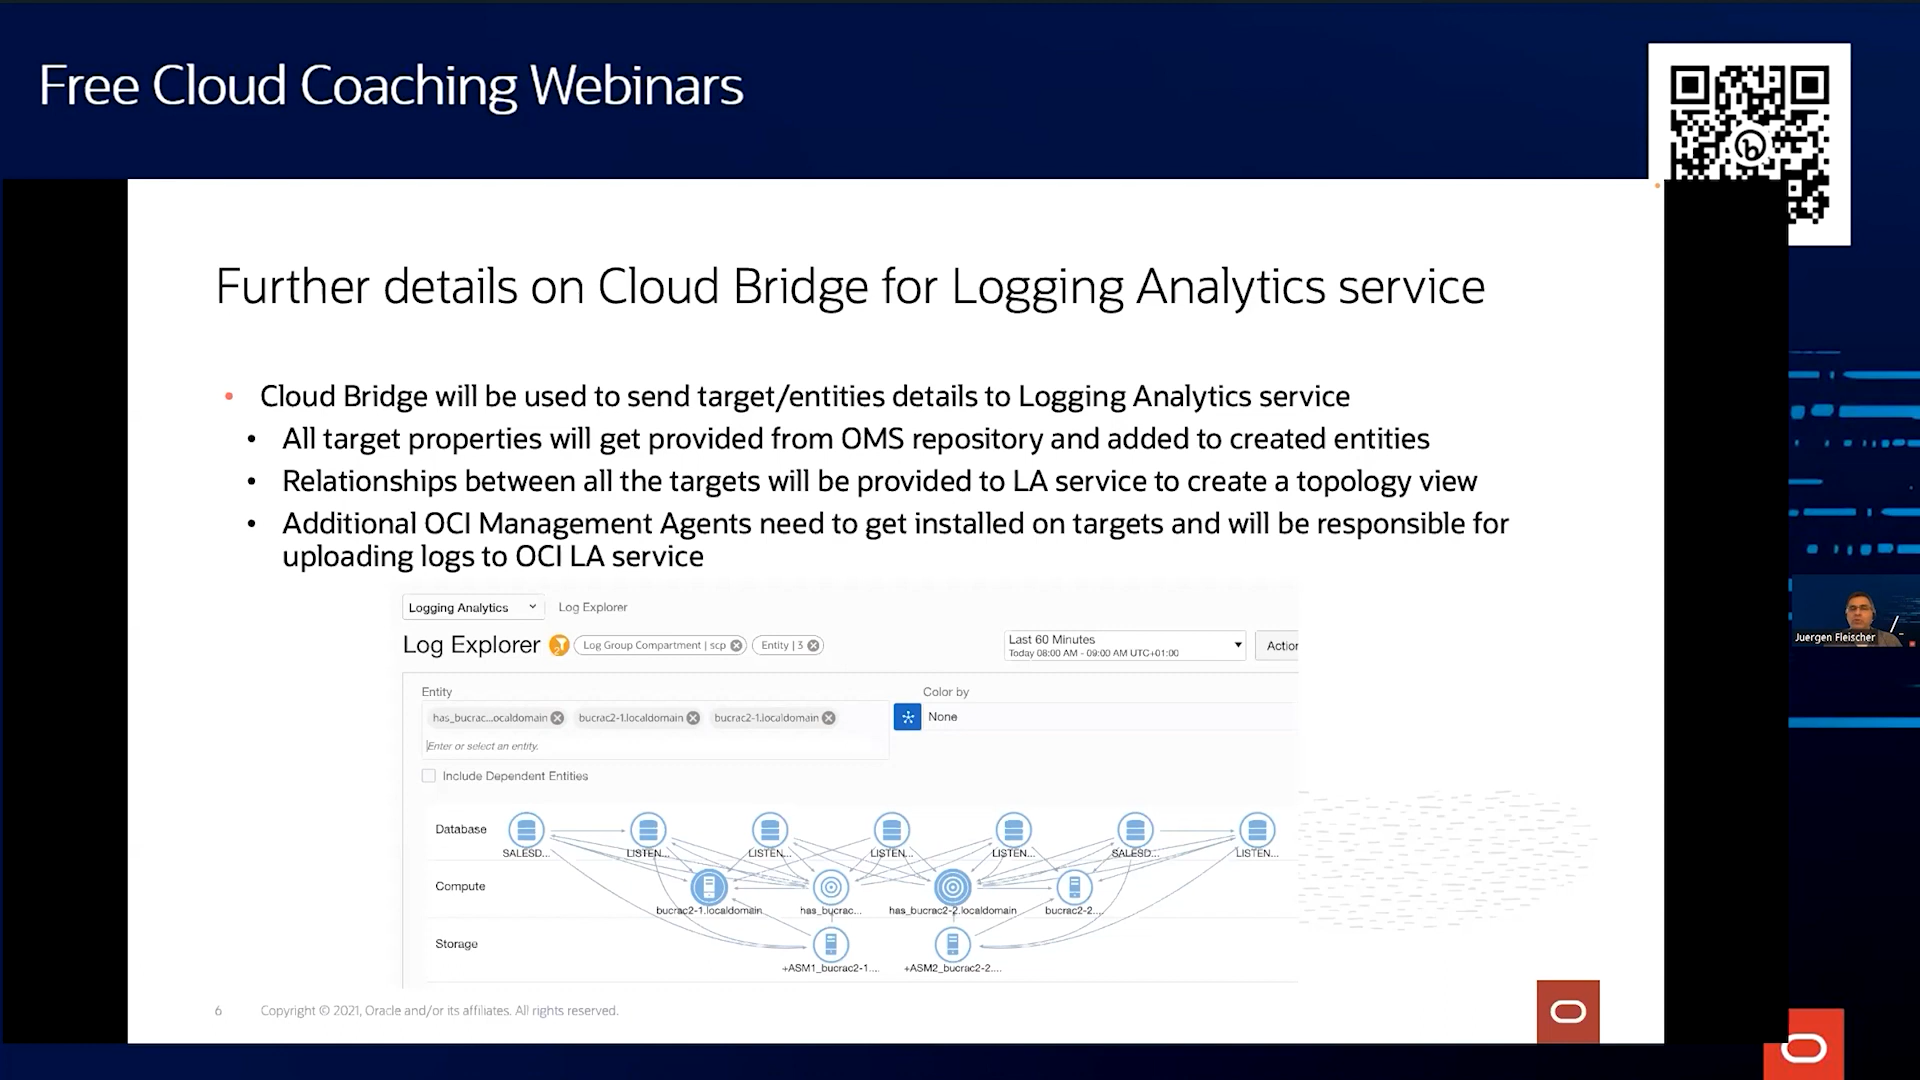 Free Cloud Coaching Webinars
Further details on Cloud Bridge for Logging Analytics service
• Cloud Bridge will be used to send target/entities details to Logging Analytics service
• All target properties will get provided from OMS repository and added to created entities
• Relationships between all the targets will be provided to LA service to create a topology view
• Additional OCI Management Agents need to get installed on targets and will be responsible for
uploading logs to OCI LA service
Logging Analytics Log Explorer
Log Explorer Log Group Compartment | scp Entity | 3
Last 60 Minutes
Today 08:00 AM - 09:00 AM UTC+01:00
Action
Entity Color by
has_bucrac...ocaldomain bucrac2-1.localdomain bucrac2-1.localdomain None
Enter or select an entity.
Include Dependent Entities
Database
SALESD... LISTEN... LISTEN... LISTEN... LISTEN... SALESD... LISTEN...
Compute
bucrac2-1.localdomain has_bucrac... has_bucrac2-2.localdomain bucrac2-2....
Storage
+ASM1_bucrac2-1.... +ASM2_bucrac2-2....
Juergen Fleischer
6 Copyright © 2021, Oracle and/or its affiliates. All rights reserved.